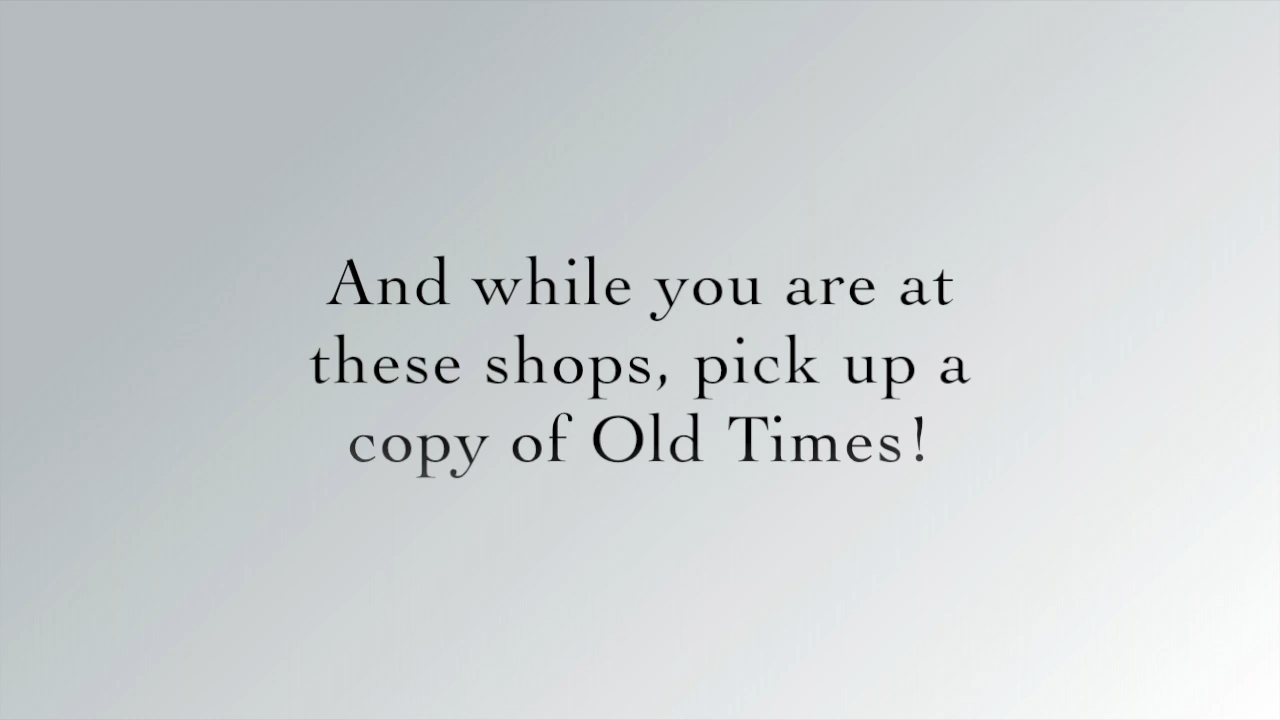 And while you are at
these shops, pick up a
copy of Old Times!